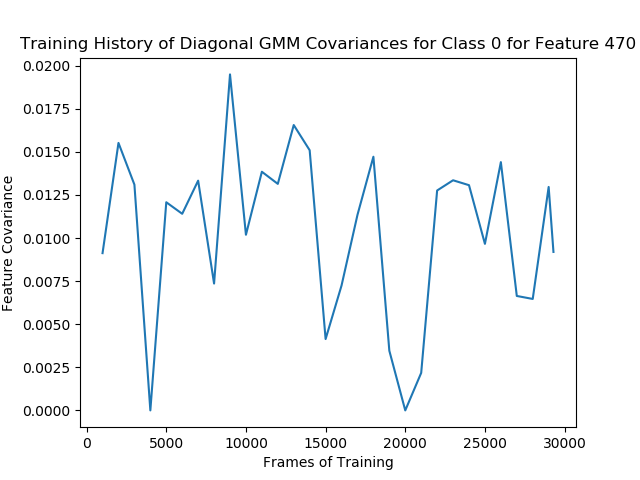 Training History of Diagonal GMM Covariances for Class 0 for Feature 470
0.0200
0.0175
0.0150
0.0125
0.0100
0.0075
0.0050
0.0025
0.0000
Feature Covariance
0 5000 10000 15000 20000 25000 30000
Frames of Training